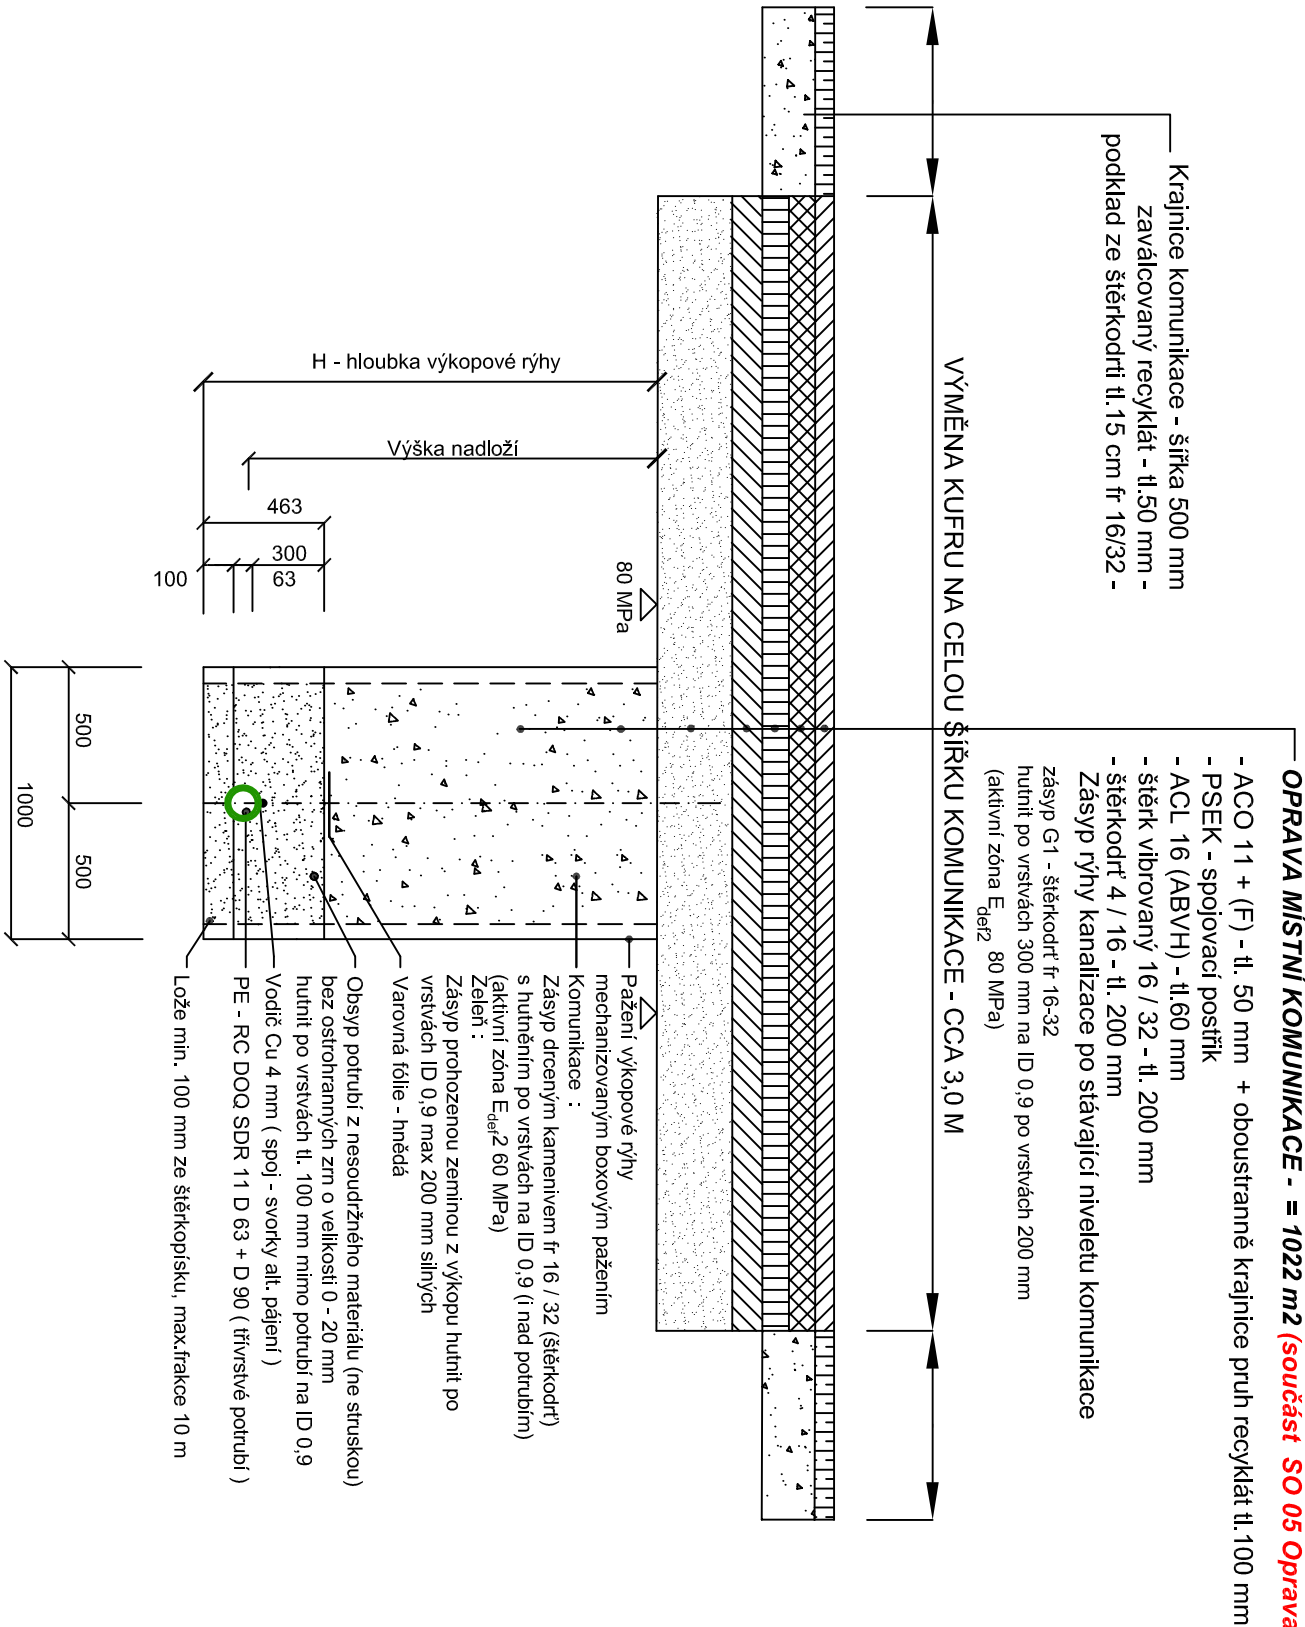 OPRAVA MÍSTNÍ KOMUNIKACE - = 1022 m2 (součást SO 05 Oprava
- ACO 11 + (F) - tl. 50 mm + oboustranně krajnice pruh recyklát tl.100 mm
- PSEK - spojovací postřik
- ACL 16 (ABVH) - tl.60 mm
- štěrk vibrovaný 16 / 32 - tl. 200 mm
- štěrkodrť 4 / 16 - tl. 200 mm
Zásyp rýhy kanalizace po stávající niveletu komunikace
zásyp G1 - štěrkodrť fr 16-32
hutnit po vrstvách 300 mm na ID 0,9 po vrstvách 200 mm
(aktivní zóna Edef2 80 MPa)
Krajnice komunikace - šířka 500 mm
zaválcovaný recyklát - tl.50 mm -
podklad ze štěrkodrti tl.15 cm fr 16/32 -
VÝMĚNA KUFRU NA CELOU ŠÍŘKU KOMUNIKACE - CCA 3,0 M
H - hloubka výkopové rýhy
Výška nadloží
463
300
63
100
80 MPa
500
500
1000
Pažení výkopové rýhy
mechanizovaným boxovým pažením
Komunikace :
Zásyp drceným kamenivem fr 16 / 32 (štěrkodrť)
s hutněním po vrstvách na ID 0,9 (i nad potrubím)
(aktivní zóna Edef2 60 MPa)
Zeleň :
Zásyp prohozenou zeminou z výkopu hutnit po
vrstvách ID 0,9 max 200 mm silných
Varovná fólie - hnědá
Obsyp potrubí z nesoudržného materiálu (ne struskou)
bez ostrohranných zrn o velikosti 0 - 20 mm
hutnit po vrstvách tl. 100 mm mimo potrubí na ID 0,9
Vodič Cu 4 mm ( spoj - svorky alt. pájení )
PE - RC DOQ SDR 11 D 63 + D 90 ( třívrstvé potrubí )
Lože min. 100 mm ze štěrkopísku, max.frakce 10 m